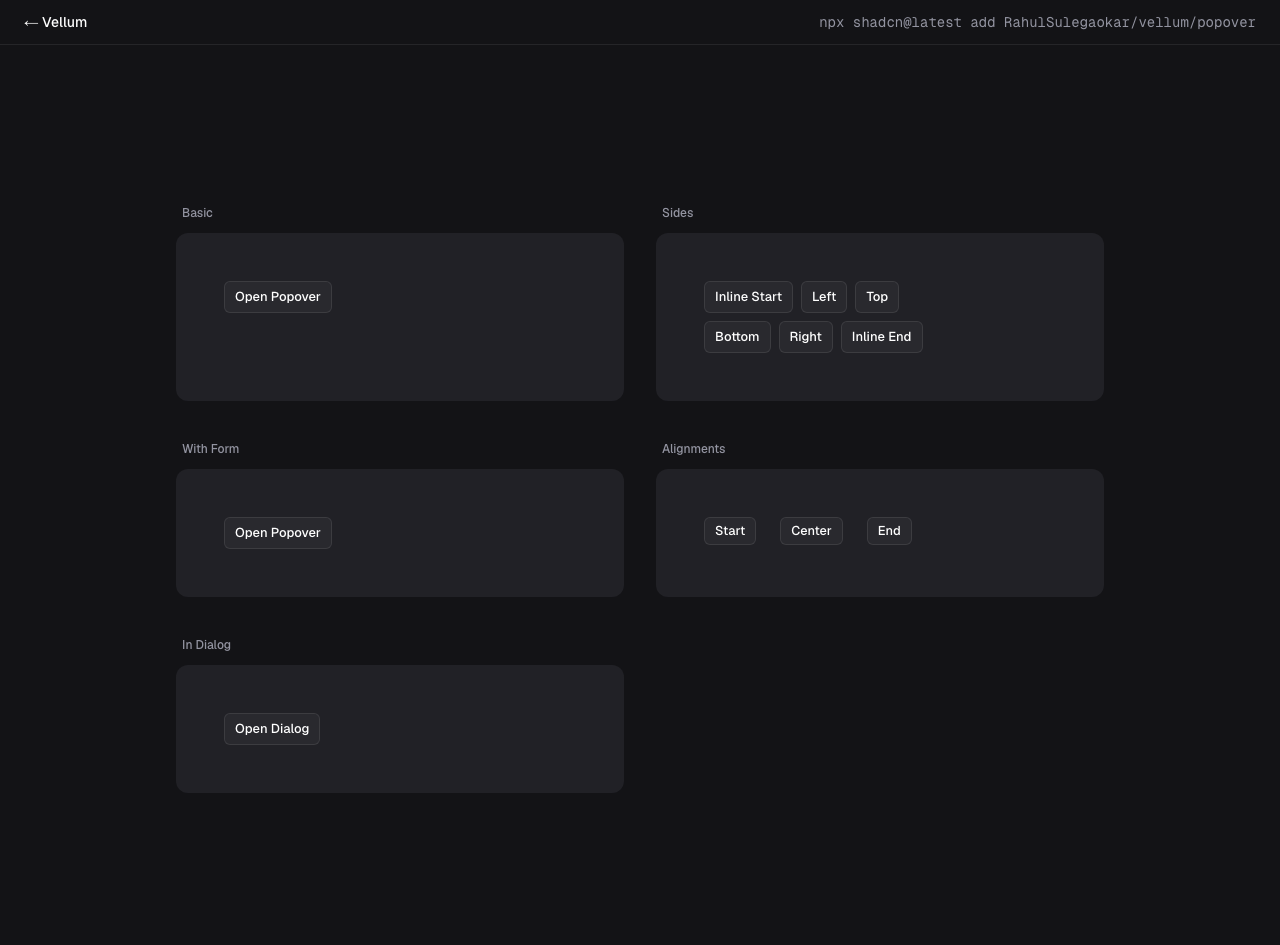 ← Vellum
npx shadcn@latest add RahulSulegaokar/vellum/popover
Basic
Open Popover
Sides
Inline Start Left Top
Bottom Right Inline End
With Form
Open Popover
Alignments
Start Center End
In Dialog
Open Dialog